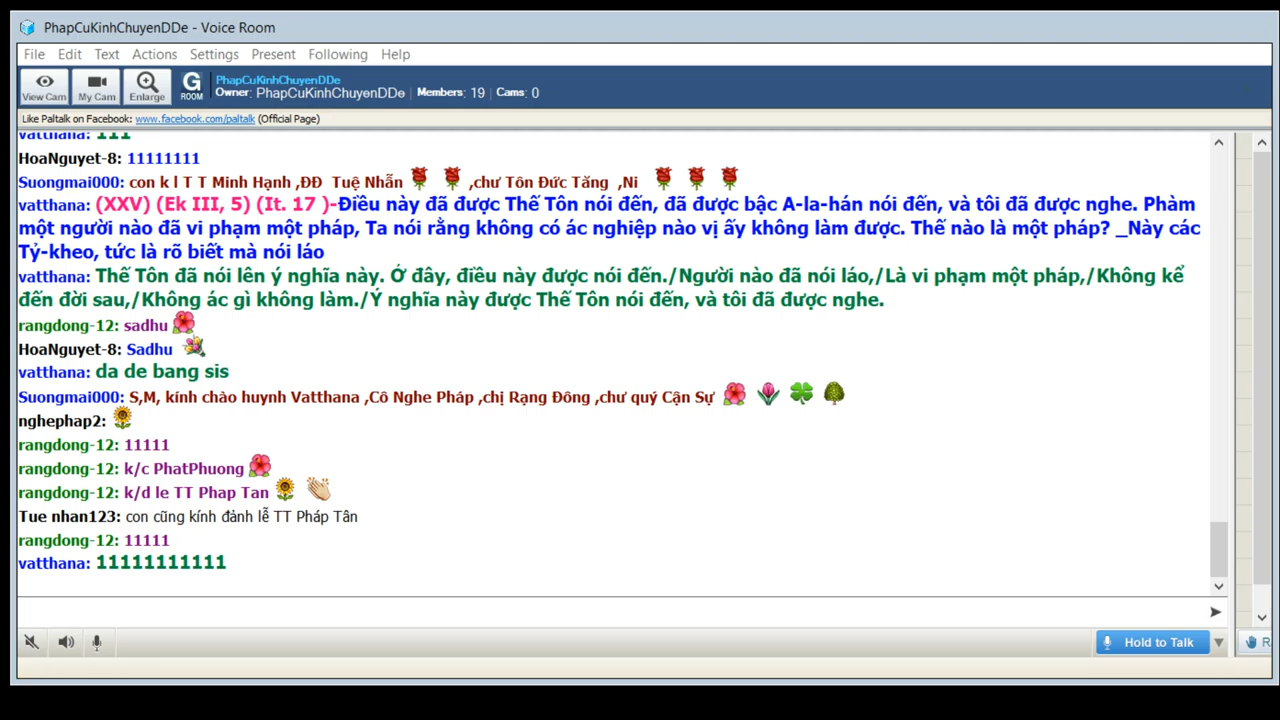 PhapCuKinhChuyenDDe - Voice Room
File Edit Text Actions Settings Present Following Help
View Cam My Cam Enlarge G ROOM PhapCuKinhChuyenDDe
Owner: PhapCuKinhChuyenDDe | Members: 19 | Cams: 0
Like Paltalk on Facebook: www.facebook.com/paltalk (Official Page)
vatthana: 111
HoaNguyet-8: 11111111
Suongmai000: con k l T T Minh Hạnh ,ĐĐ Tuệ Nhẫn ,chư Tôn Đức Tăng ,Ni
vatthana: (XXV) (Ek III, 5) (It. 17 )-Điều này đã được Thế Tôn nói đến, đã được bậc A-la-hán nói đến, và tôi đã được nghe. Phàm
một người nào đã vi phạm một pháp, Ta nói rằng không có ác nghiệp nào vị ấy không làm được. Thế nào là một pháp? _Này các
Tỷ-kheo, tức là rõ biết mà nói láo
vatthana: Thế Tôn đã nói lên ý nghĩa này. Ở đây, điều này được nói đến./Người nào đã nói láo,/Là vi phạm một pháp,/Không kể
đến đời sau,/Không ác gì không làm./Ý nghĩa này được Thế Tôn nói đến, và tôi đã được nghe.
rangdong-12: sadhu
HoaNguyet-8: Sadhu
vatthana: da de bang sis
Suongmai000: S,M, kính chào huynh Vatthana ,Cô Nghe Pháp ,chị Rạng Đông ,chư quý Cận Sự
nghephap2:
rangdong-12: 11111
rangdong-12: k/c PhatPhuong
rangdong-12: k/d le TT Phap Tan
Tue nhan123: con cũng kính đảnh lễ TT Pháp Tân
rangdong-12: 11111
vatthana: 11111111111
Hold to Talk